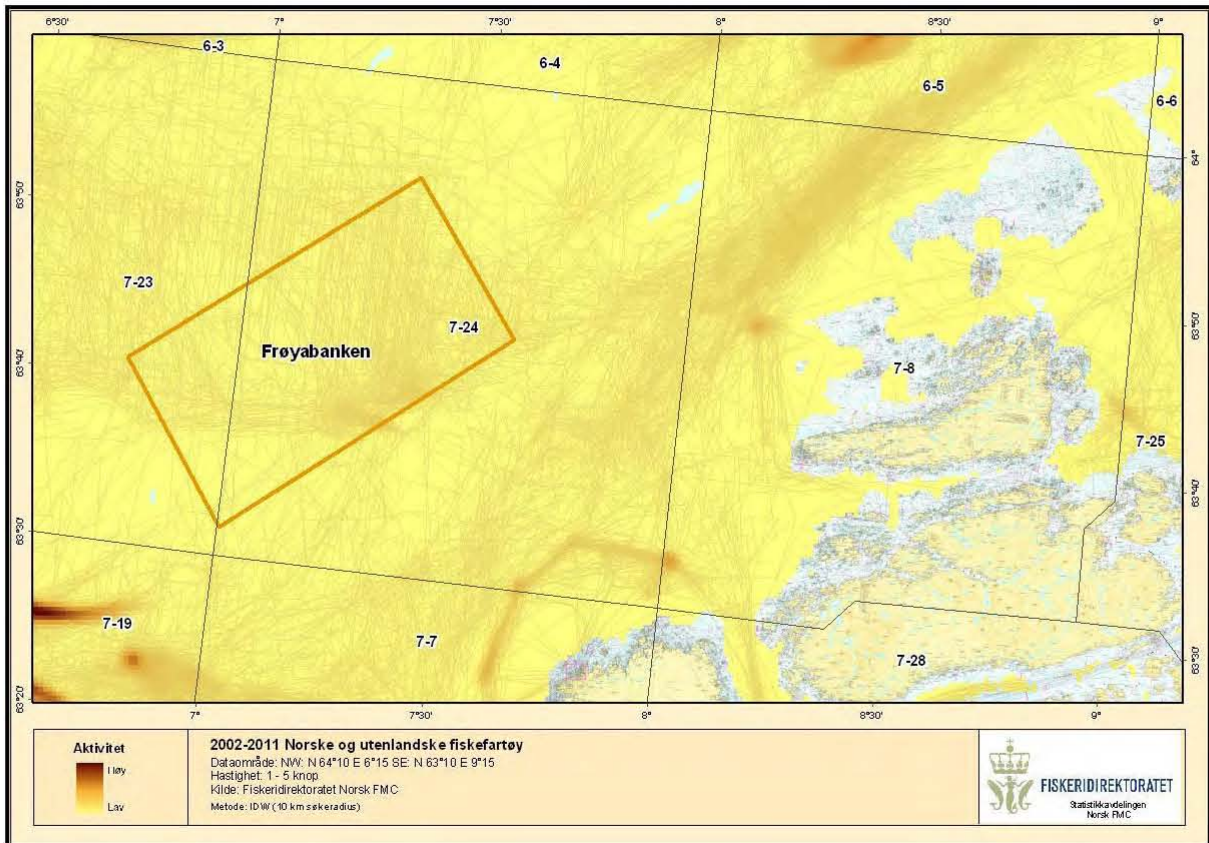 6°30' 7° 7°30' 8° 8°30' 9°
6-3
6-4
6-5
6-6
64°
63°50'
7-23
7-24
63°50'
Frøyabanken
63°40'
7-8
7-25
63°40'
63°30'
7-19
7-7
7-28
63°30'
63°20'
7° 7°30' 8° 8°30' 9°
Aktivitet
Høy
Lav
2002-2011 Norske og utenlandske fiskefartøy
Dataområde: NW: N 64°10 E 6°15 SE: N 63°10 E 9°15
Hastighet: 1 - 5 knop
Kilde: Fiskeridirektoratet Norsk FMC
Metode: IDW (10 km søkeradius)
FISKERIDIREKTORATET
Statistikkavdelingen
Norsk FMC